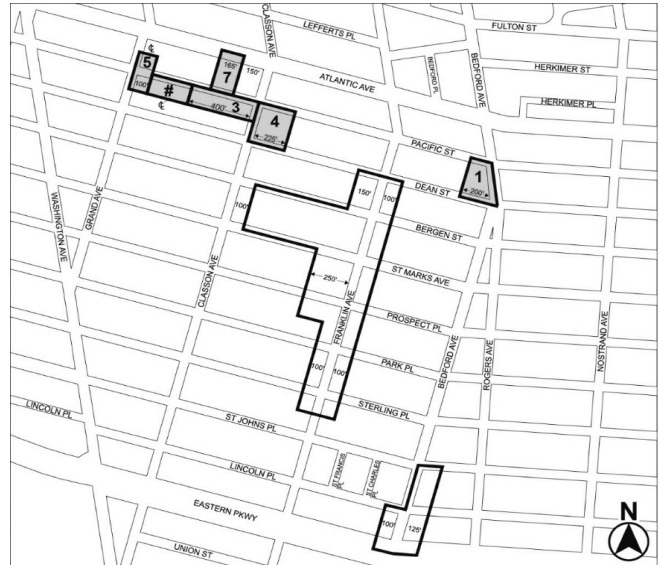 LEFFERTS PL
FULTON ST
CLASSON AVE
BEDFORD PL
BEDFORD AVE
HERKIMER ST
HERKIMER PL
ATLANTIC AVE
5
℄
165'
7
150'
100'
#
℄
400'
3
4
225'
PACIFIC ST
1
200'
DEAN ST
WASHINGTON AVE
GRAND AVE
CLASSON AVE
100'
150'
100'
BERGEN ST
250'
ST MARKS AVE
FRANKLIN AVE
PROSPECT PL
BEDFORD AVE
ROGERS AVE
NOSTRAND AVE
100'
100'
PARK PL
STERLING PL
LINCOLN PL
ST JOHNS PL
LINCOLN PL
ST FRANCIS PL
ST CHARLES PL
EASTERN PKWY
100'
125'
UNION ST
N